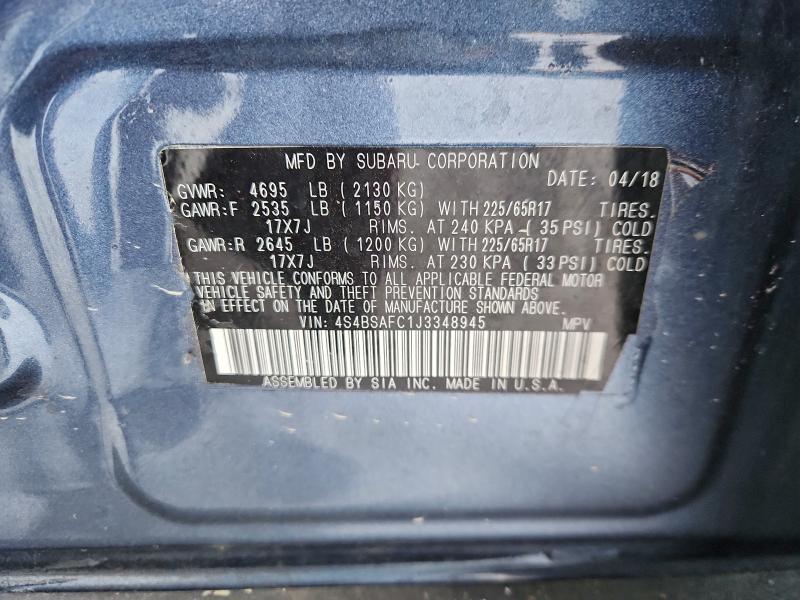 MFD BY SUBARU CORPORATION
DATE: 04/18
GVWR: 4695 LB ( 2130 KG)
GAWR:F 2535 LB ( 1150 KG) WITH 225/65R17 TIRES.
17X7J RIMS. AT 240 KPA ( 35 PSI) COLD
GAWR:R 2645 LB ( 1200 KG) WITH 225/65R17 TIRES.
17X7J RIMS. AT 230 KPA ( 33 PSI) COLD
THIS VEHICLE CONFORMS TO ALL APPLICABLE FEDERAL MOTOR
VEHICLE SAFETY AND THEFT PREVENTION STANDARDS
IN EFFECT ON THE DATE OF MANUFACTURE SHOWN ABOVE.
VIN: 4S4BSAFC1J3348945 MPV
ASSEMBLED BY SIA INC. MADE IN U.S.A.